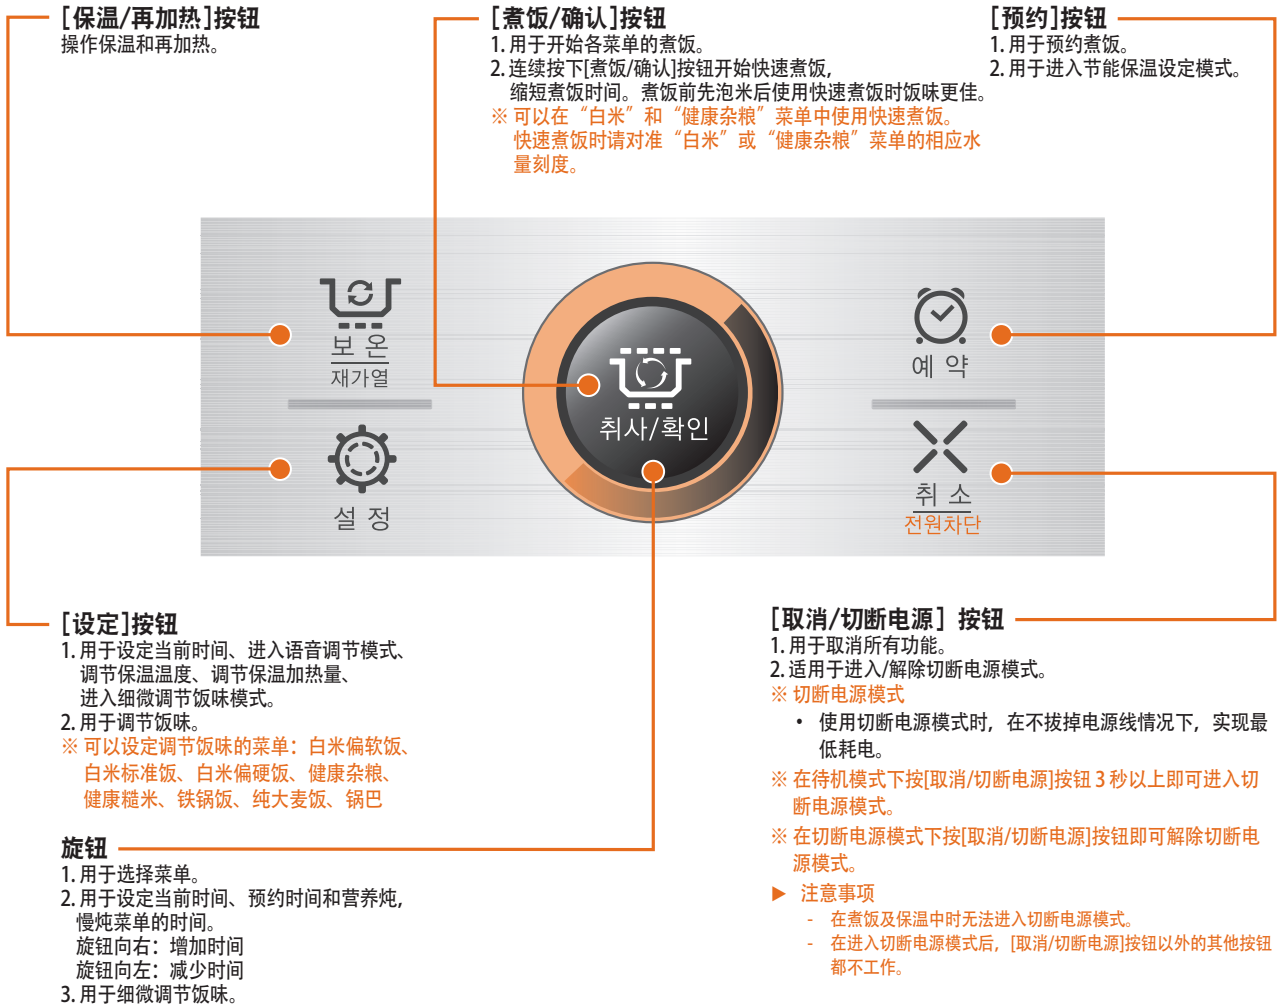 [保温/再加热]按钮
操作保温和再加热。
[煮饭/确认]按钮
1. 用于开始各菜单的煮饭。
2. 连续按下[煮饭/确认]按钮开始快速煮饭，
缩短煮饭时间。煮饭前先泡米后使用快速煮饭时饭味更佳。
※ 可以在“白米”和“健康杂粮”菜单中使用快速煮饭。
快速煮饭时请对准“白米”或“健康杂粮”菜单的相应水
量刻度。
[预约]按钮
1. 用于预约煮饭。
2. 用于进入节能保温设定模式。
보 온
재가열
설 정
취사/확인
예 약
취 소
전원차단
[设定]按钮
1. 用于设定当前时间、进入语音调节模式、
调节保温温度、调节保温加热量、
进入细微调节饭味模式。
2. 用于调节饭味。
※ 可以设定调节饭味的菜单：白米偏软饭、
白米标准饭、白米偏硬饭、健康杂粮、
健康糙米、铁锅饭、纯大麦饭、锅巴
旋钮
1. 用于选择菜单。
2. 用于设定当前时间、预约时间和营养炖，
慢炖菜单的时间。
旋钮向右：增加时间
旋钮向左：减少时间
3. 用于细微调节饭味。
[取消/切断电源] 按钮
1. 用于取消所有功能。
2. 适用于进入/解除切断电源模式。
※ 切断电源模式
• 使用切断电源模式时，在不拔掉电源线情况下，实现最
低耗电。
※ 在待机模式下按[取消/切断电源]按钮 3 秒以上即可进入切
断电源模式。
※ 在切断电源模式下按[取消/切断电源]按钮即可解除切断电
源模式。
▶ 注意事项
- 在煮饭及保温中时无法进入切断电源模式。
- 在进入切断电源模式后，[取消/切断电源]按钮以外的其他按钮
都不工作。